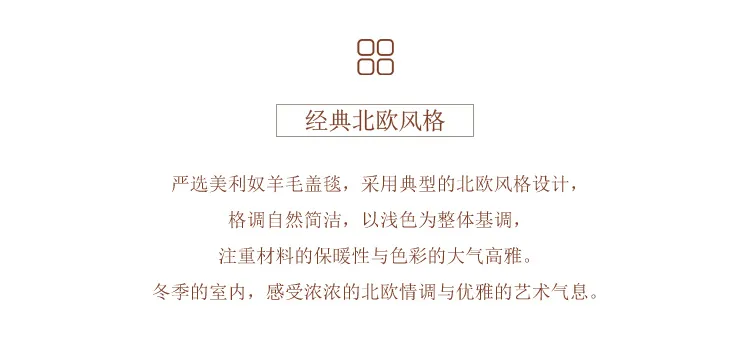 经典北欧风格
严选美利奴羊毛盖毯，采用典型的北欧风格设计，
格调自然简洁，以浅色为整体基调，
注重材料的保暖性与色彩的大气高雅。
冬季的室内，感受浓浓的北欧情调与优雅的艺术气息。